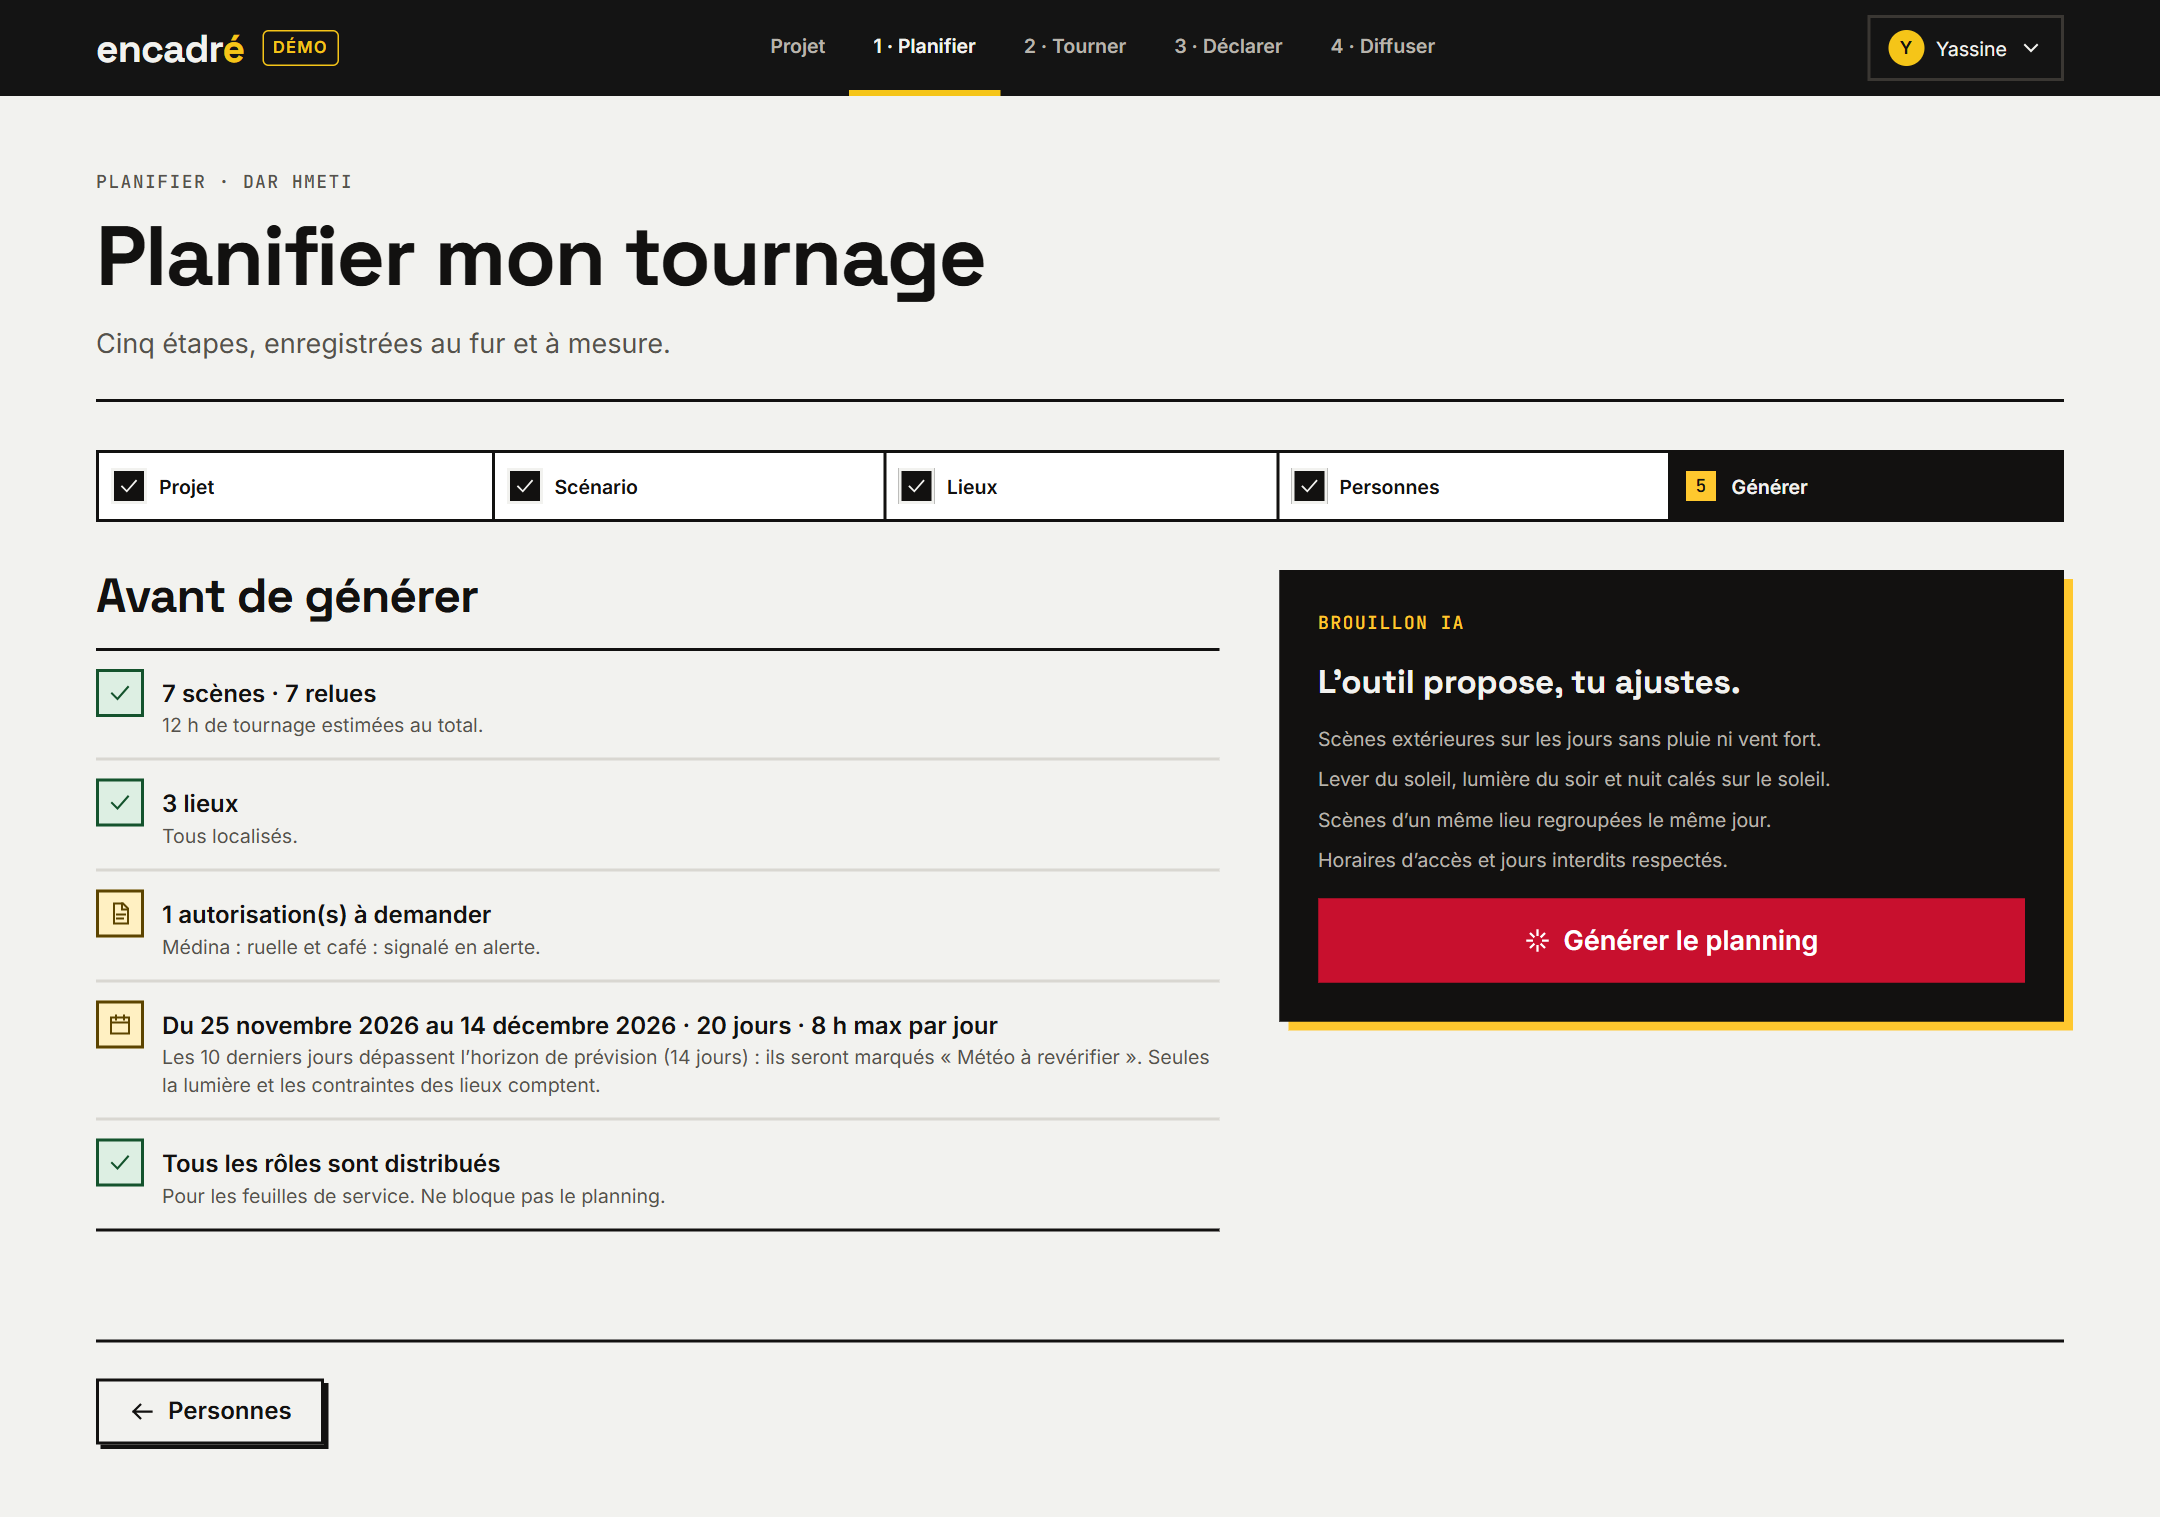 encadré DÉMO
Projet
1 · Planifier
2 · Tourner
3 · Déclarer
4 · Diffuser
Y Yassine
PLANIFIER · DAR HMETI
Planifier mon tournage
Cinq étapes, enregistrées au fur et à mesure.
Projet
Scénario
Lieux
Personnes
5 Générer
Avant de générer
7 scènes · 7 relues
12 h de tournage estimées au total.
3 lieux
Tous localisés.
1 autorisation(s) à demander
Médina : ruelle et café : signalé en alerte.
Du 25 novembre 2026 au 14 décembre 2026 · 20 jours · 8 h max par jour
Les 10 derniers jours dépassent l’horizon de prévision (14 jours) : ils seront marqués « Météo à revérifier ». Seules
la lumière et les contraintes des lieux comptent.
Tous les rôles sont distribués
Pour les feuilles de service. Ne bloque pas le planning.
BROUILLON IA
L’outil propose, tu ajustes.
Scènes extérieures sur les jours sans pluie ni vent fort.
Lever du soleil, lumière du soir et nuit calés sur le soleil.
Scènes d’un même lieu regroupées le même jour.
Horaires d’accès et jours interdits respectés.
Générer le planning
← Personnes